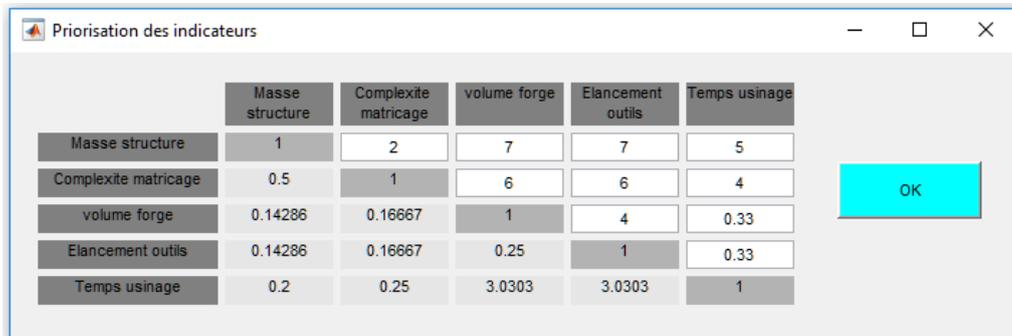 Priorisation des indicateurs
Masse structure Complexite matricage volume forge Elancement outils Temps usinage
Masse structure 1 2 7 7 5
Complexite matricage 0.5 1 6 6 4
volume forge 0.14286 0.16667 1 4 0.33
Elancement outils 0.14286 0.16667 0.25 1 0.33
Temps usinage 0.2 0.25 3.0303 3.0303 1
OK